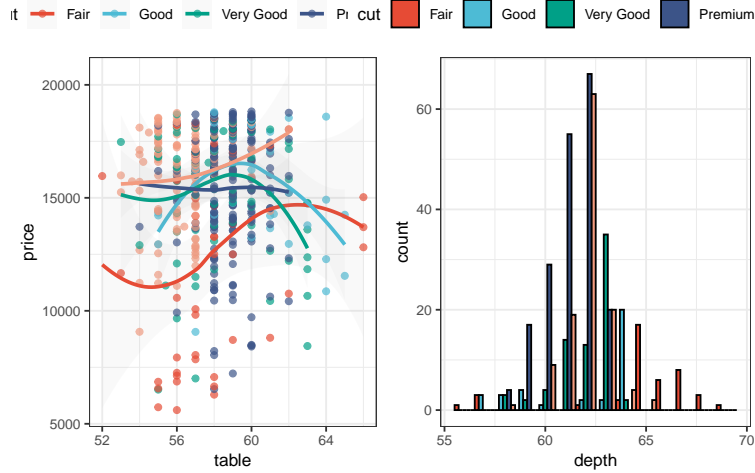 Fair Good Very Good cut Fair Good Very Good Premium
20000
15000
10000
5000
price
52 56 60 64
table
60
40
20
0
count
55 60 65 70
depth